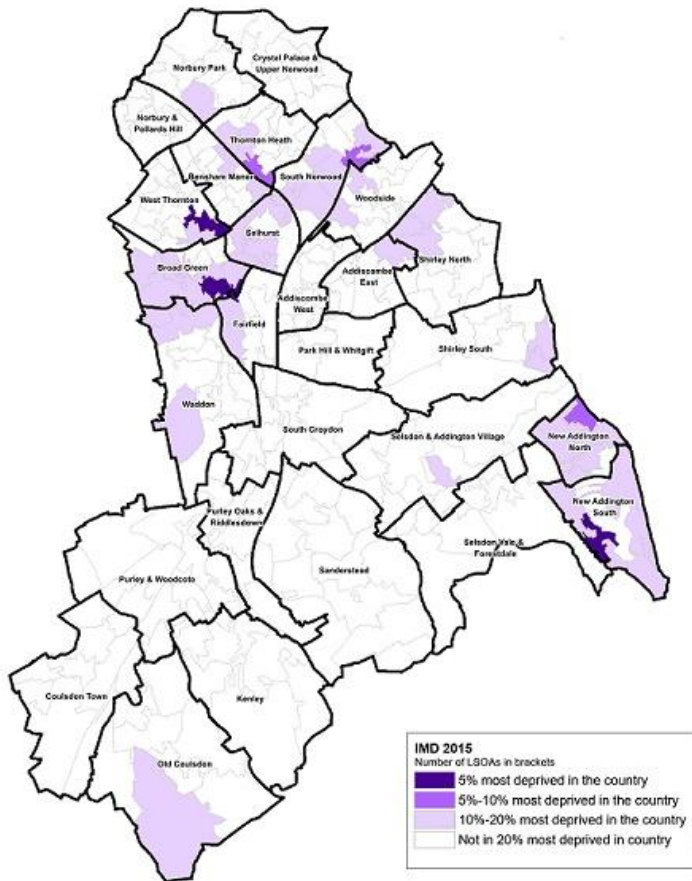 Crystal Palace &
Upper Norwood
Norbury Park
Norbury &
Pollards Hill
Thornton Heath
Bensham Manor
South Norwood
West Thornton
Woodside
Selhurst
Broad Green
Shirley North
Addiscombe
East
Addiscombe
West
Fairfield
Park Hill & Whitgift
Shirley South
Waddon
South Croydon
Selsdon & Addington Village
New Addington
North
New Addington
South
Purley Oaks &
Riddlesdown
Selsdon Vale &
Forestdale
Sanderstead
Purley & Woodcote
Coulsdon Town
Kenley
Old Coulsdon
IMD 2015
Number of LSOAs in brackets
5% most deprived in the country
5%-10% most deprived in the country
10%-20% most deprived in country
Not in 20% most deprived in country